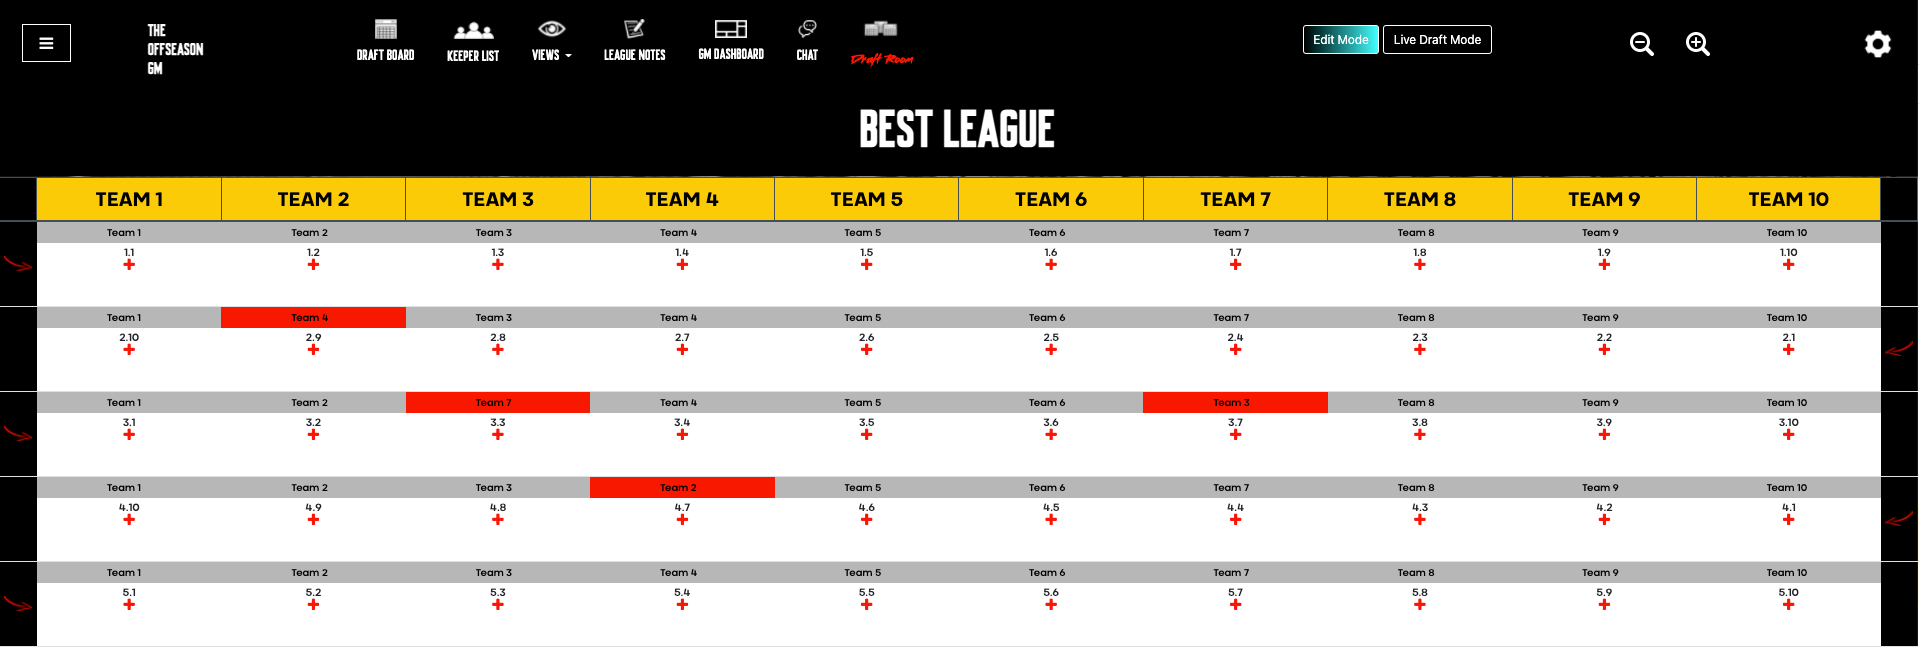 THE
OFFSEASON
GM
DRAFT BOARD
KEEPER LIST
VIEWS
LEAGUE NOTES
GM DASHBOARD
CHAT
Draft Room
Edit Mode
Live Draft Mode
BEST LEAGUE
TEAM 1 TEAM 2 TEAM 3 TEAM 4 TEAM 5 TEAM 6 TEAM 7 TEAM 8 TEAM 9 TEAM 10
Team 1 Team 2 Team 3 Team 4 Team 5 Team 6 Team 7 Team 8 Team 9 Team 10
1.1 1.2 1.3 1.4 1.5 1.6 1.7 1.8 1.9 1.10
Team 1 Team 4 Team 3 Team 4 Team 5 Team 6 Team 7 Team 8 Team 9 Team 10
2.10 2.9 2.8 2.7 2.6 2.5 2.4 2.3 2.2 2.1
Team 1 Team 2 Team 7 Team 4 Team 5 Team 6 Team 3 Team 8 Team 9 Team 10
3.1 3.2 3.3 3.4 3.5 3.6 3.7 3.8 3.9 3.10
Team 1 Team 2 Team 3 Team 2 Team 5 Team 6 Team 7 Team 8 Team 9 Team 10
4.10 4.9 4.8 4.7 4.6 4.5 4.4 4.3 4.2 4.1
Team 1 Team 2 Team 3 Team 4 Team 5 Team 6 Team 7 Team 8 Team 9 Team 10
5.1 5.2 5.3 5.4 5.5 5.6 5.7 5.8 5.9 5.10